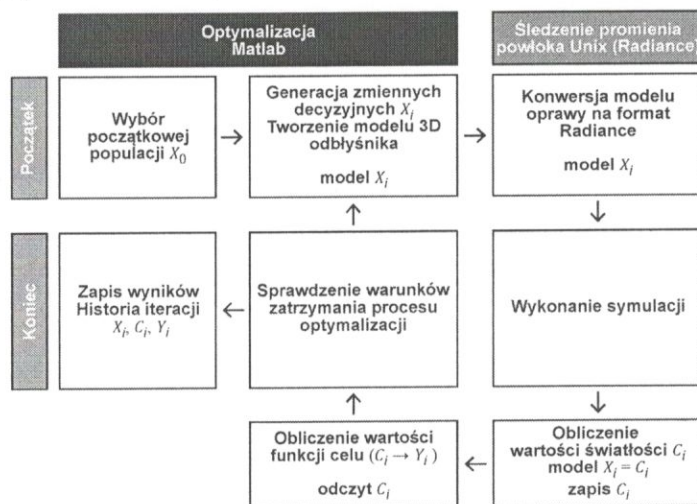 Optymalizacja
Matlab
Śledzenie promienia
powłoka Unix (Radiance)
Początek
Wybór
początkowej
populacji X₀
Generacja zmiennych
decyzyjnych Xᵢ
Tworzenie modelu 3D
odbłyśnika
model Xᵢ
Konwersja modelu
oprawy na format
Radiance
model Xᵢ
Koniec
Zapis wyników
Historia iteracji
Xᵢ, Cᵢ, Yᵢ
Sprawdzenie warunków
zatrzymania procesu
optymalizacji
Wykonanie symulacji
Obliczenie wartości
funkcji celu (Cᵢ → Yᵢ )
odczyt Cᵢ
Obliczenie
wartości światłości Cᵢ
model Xᵢ = Cᵢ
zapis Cᵢ